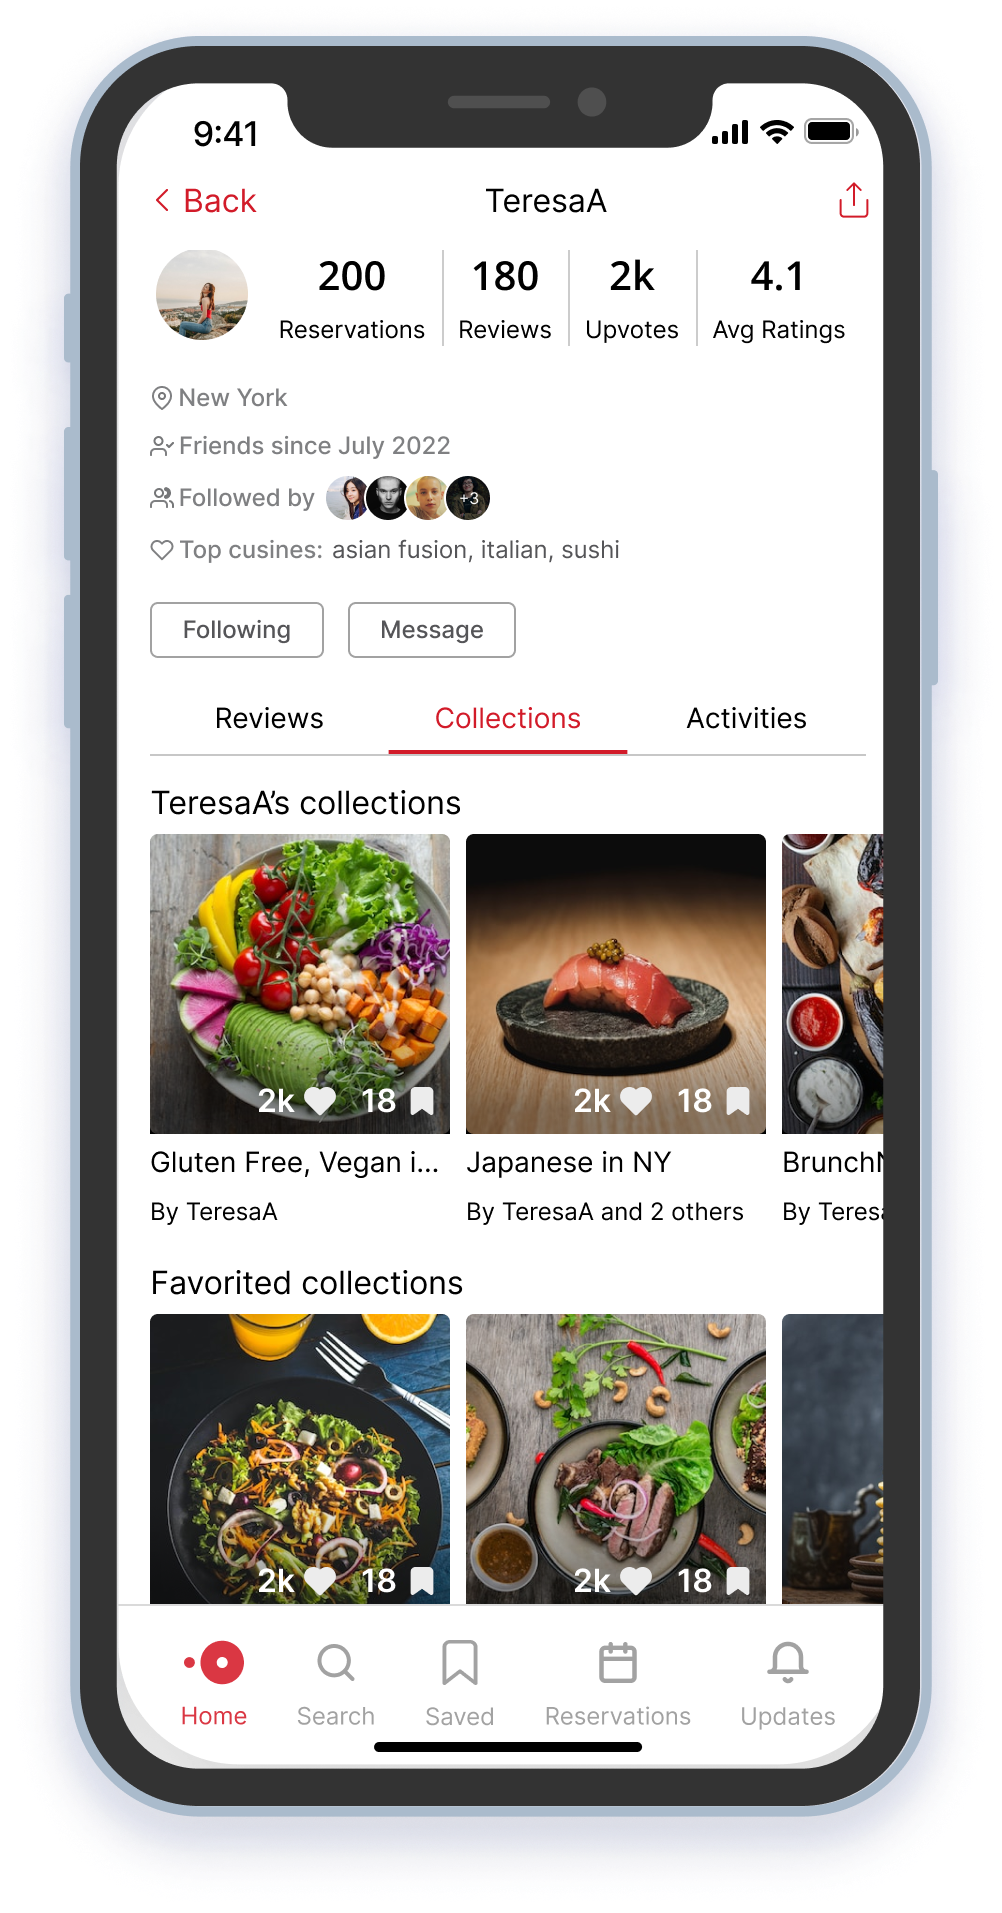 9:41
Back
TeresaA
200
180
2k
4.1
Reservations
Reviews
Upvotes
Avg Ratings
New York
Friends since July 2022
Followed by
+3
Top cusines: asian fusion, italian, sushi
Following
Message
Reviews
Collections
Activities
TeresaA’s collections
2k
18
2k
18
Gluten Free, Vegan i...
Japanese in NY
Brunch
By TeresaA
By TeresaA and 2 others
By Teres
Favorited collections
2k
18
2k
18
Home
Search
Saved
Reservations
Updates